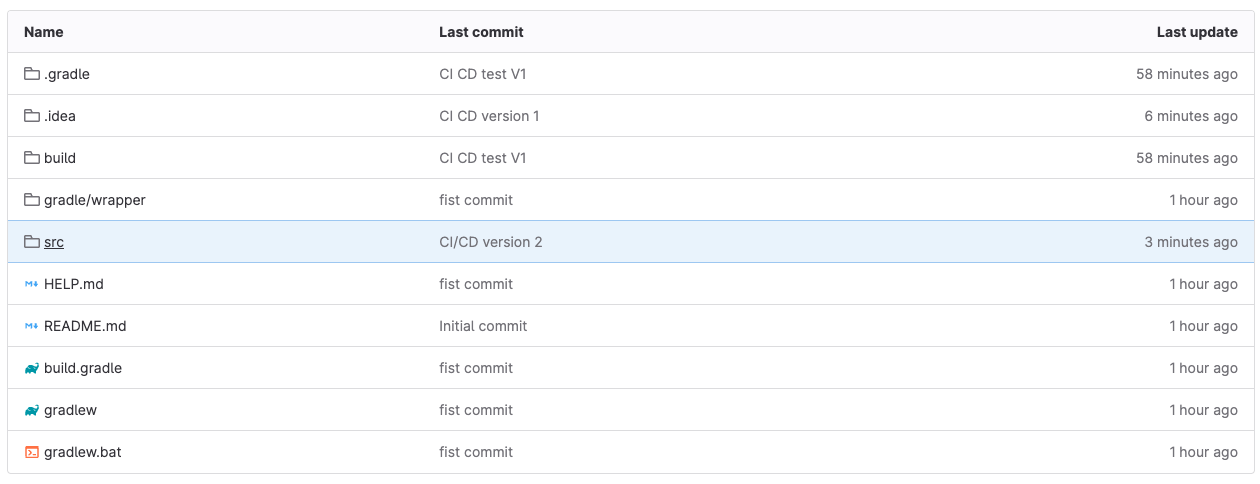 Name Last commit Last update
.gradle CI CD test V1 58 minutes ago
.idea CI CD version 1 6 minutes ago
build CI CD test V1 58 minutes ago
gradle/wrapper fist commit 1 hour ago
src CI/CD version 2 3 minutes ago
HELP.md fist commit 1 hour ago
README.md Initial commit 1 hour ago
build.gradle fist commit 1 hour ago
gradlew fist commit 1 hour ago
gradlew.bat fist commit 1 hour ago